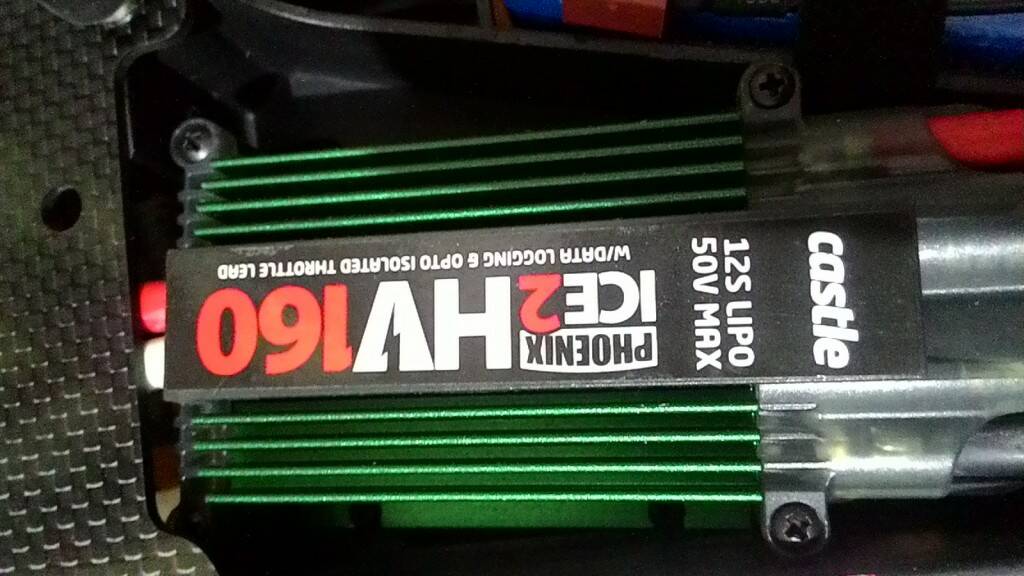 castle
12S LIPO
50V MAX
PHOENIX
ICE2 HV160
W/DATA LOGGING & OPTO ISOLATED THROTTLE LEAD